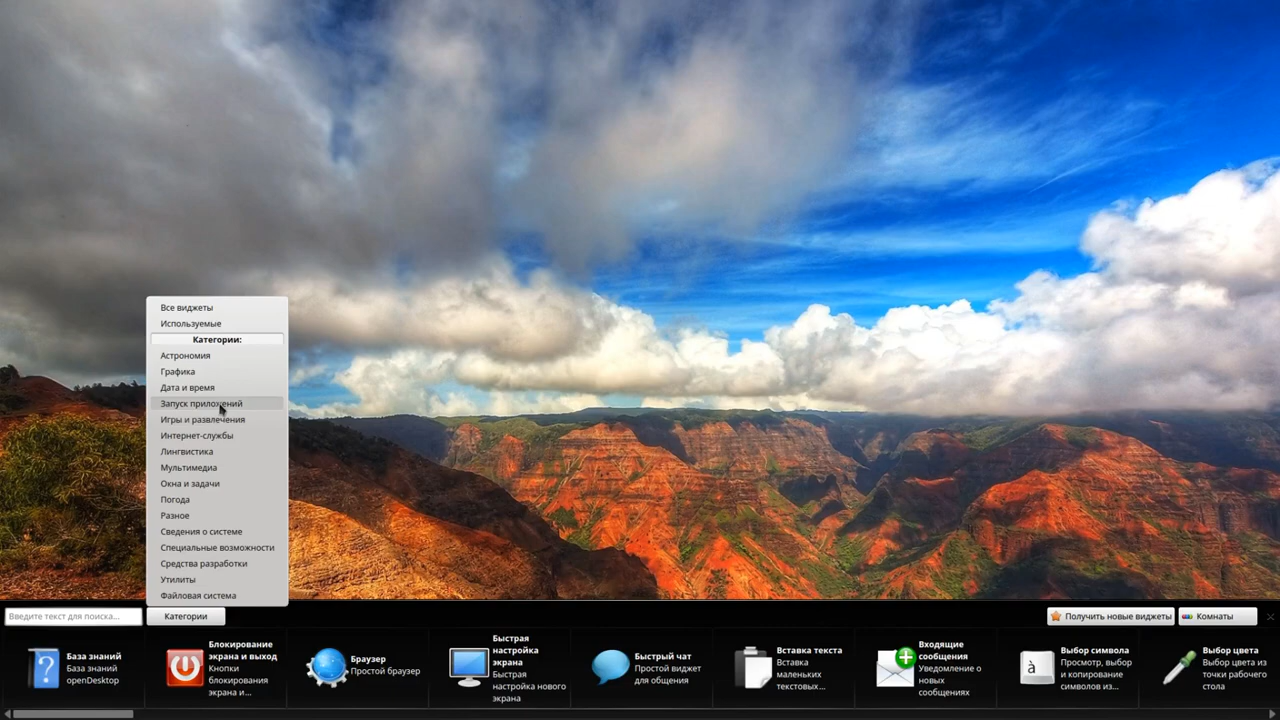 Все виджеты
Используемые
Категории:
Астрономия
Графика
Дата и время
Запуск приложений
Игры и развлечения
Интернет-службы
Лингвистика
Мультимедиа
Окна и задачи
Погода
Разное
Сведения о системе
Специальные возможности
Средства разработки
Утилиты
Файловая система
Введите текст для поиска...
Категории
Получить новые виджеты
Комнаты
База знаний
База знаний
openDesktop
Блокирование
экрана и выход
Кнопки
блокирования
экрана и...
Браузер
Простой браузер
Быстрая
настройка
экрана
Быстрая
настройка нового
экрана
Быстрый чат
Простой виджет
для общения
Вставка текста
Вставка
маленьких
текстовых...
Входящие
сообщения
Уведомление о
новых
сообщениях
à
Выбор символа
Просмотр, выбор
и копирование
символов из...
Выбор цвета
Выбор цвета из
точки рабочего
стола